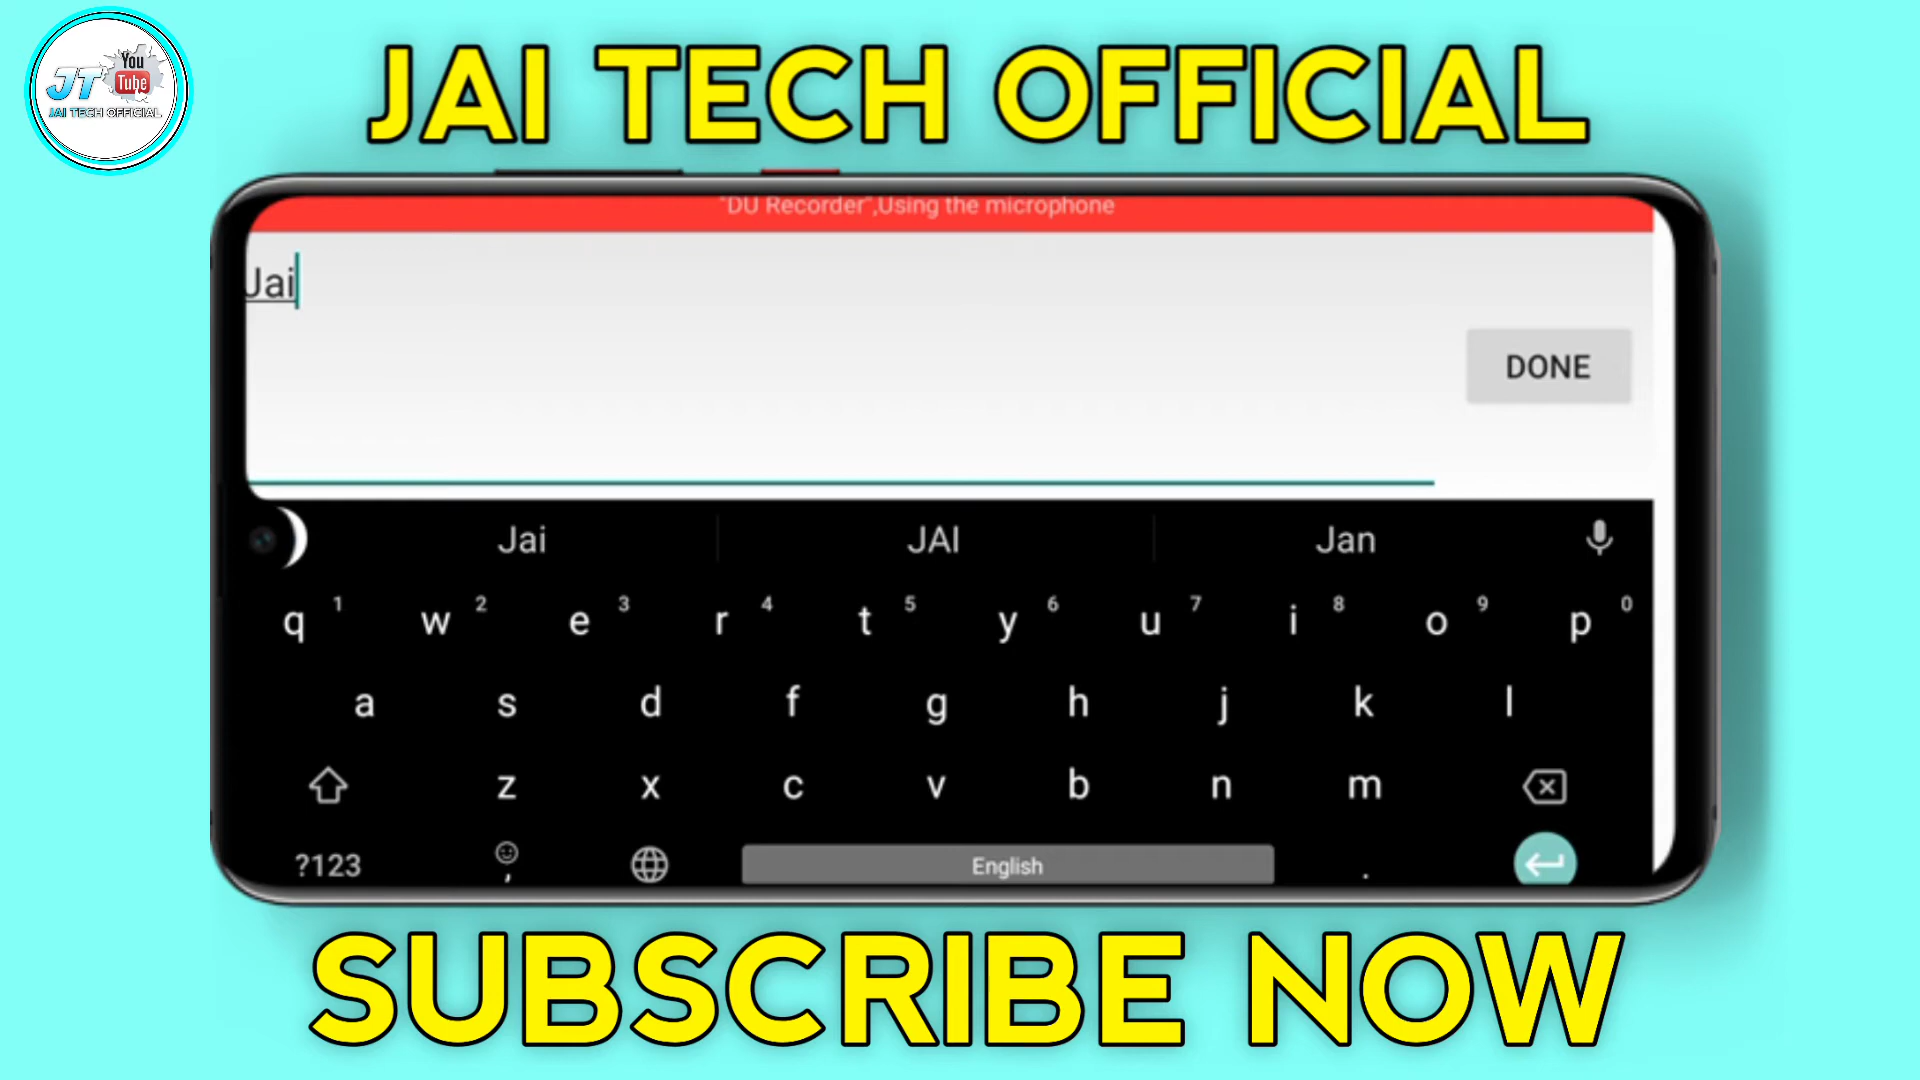 JAI TECH OFFICIAL
You
Tube
JT
JAI TECH OFFICIAL
"DU Recorder",Using the microphone
Jai
DONE
Jai JAI Jan
q 1 w 2 e 3 r 4 t 5 y 6 u 7 i 8 o 9 p 0
a s d f g h j k l
z x c v b n m
?123 , English .
SUBSCRIBE NOW